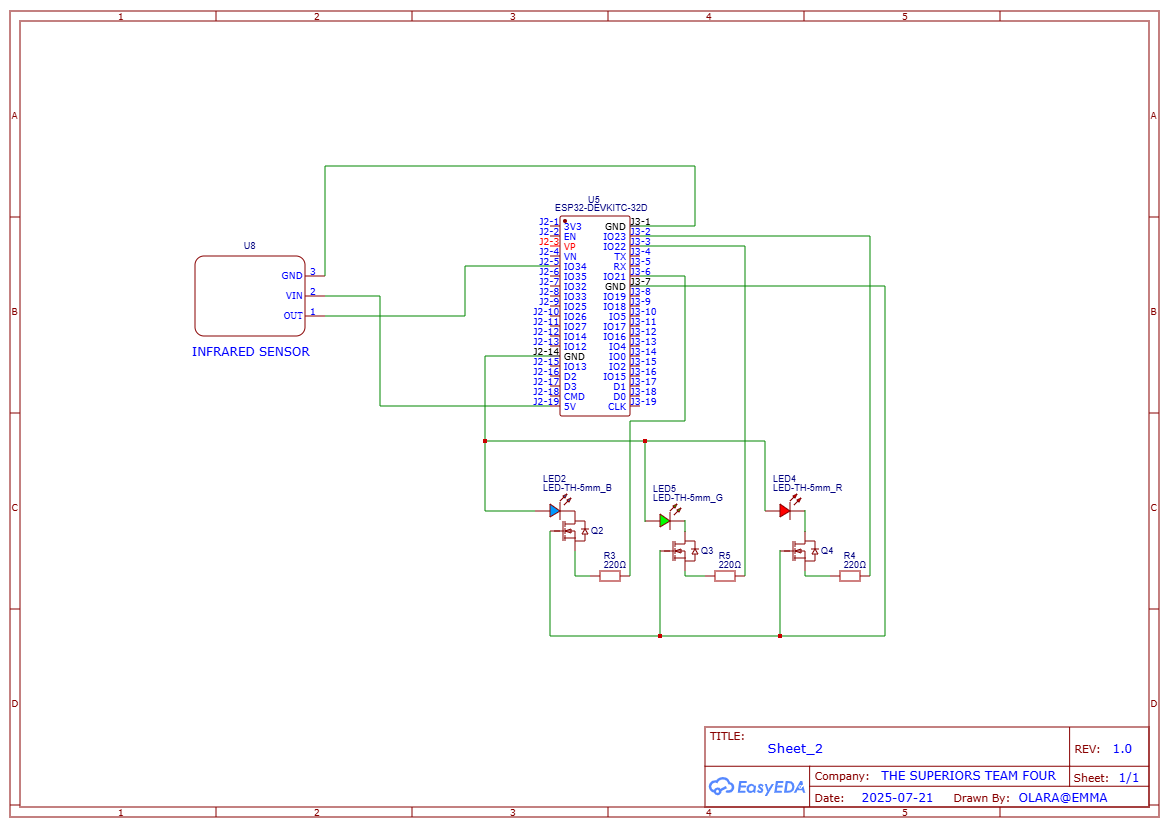 1 2 3 4 5
A A
B B
C C
D D
U8
GND 3
VIN 2
OUT 1
INFRARED SENSOR
U5
ESP32-DEVKITC-32D
J2-1 3V3 GND J3-1
J2-2 EN IO23 J3-2
J2-3 VP IO22 J3-3
J2-4 VN TX J3-4
J2-5 IO34 RX J3-5
J2-6 IO35 IO21 J3-6
J2-7 IO32 GND J3-7
J2-8 IO33 IO19 J3-8
J2-9 IO25 IO18 J3-9
J2-10 IO26 IO5 J3-10
J2-11 IO27 IO17 J3-11
J2-12 IO14 IO16 J3-12
J2-13 IO12 IO4 J3-13
J2-14 GND IO0 J3-14
J2-15 IO13 IO2 J3-15
J2-16 D2 IO15 J3-16
J2-17 D3 D1 J3-17
J2-18 CMD D0 J3-18
J2-19 5V CLK J3-19
LED2
LED-TH-5mm_B
Q2
R3
220Ω
LED5
LED-TH-5mm_G
Q3
R5
220Ω
LED4
LED-TH-5mm_R
Q4
R4
220Ω
TITLE:
Sheet_2
REV: 1.0
EasyEDA
Company: THE SUPERIORS TEAM FOUR
Sheet: 1/1
Date: 2025-07-21 Drawn By: OLARA@EMMA
1 2 3 4 5